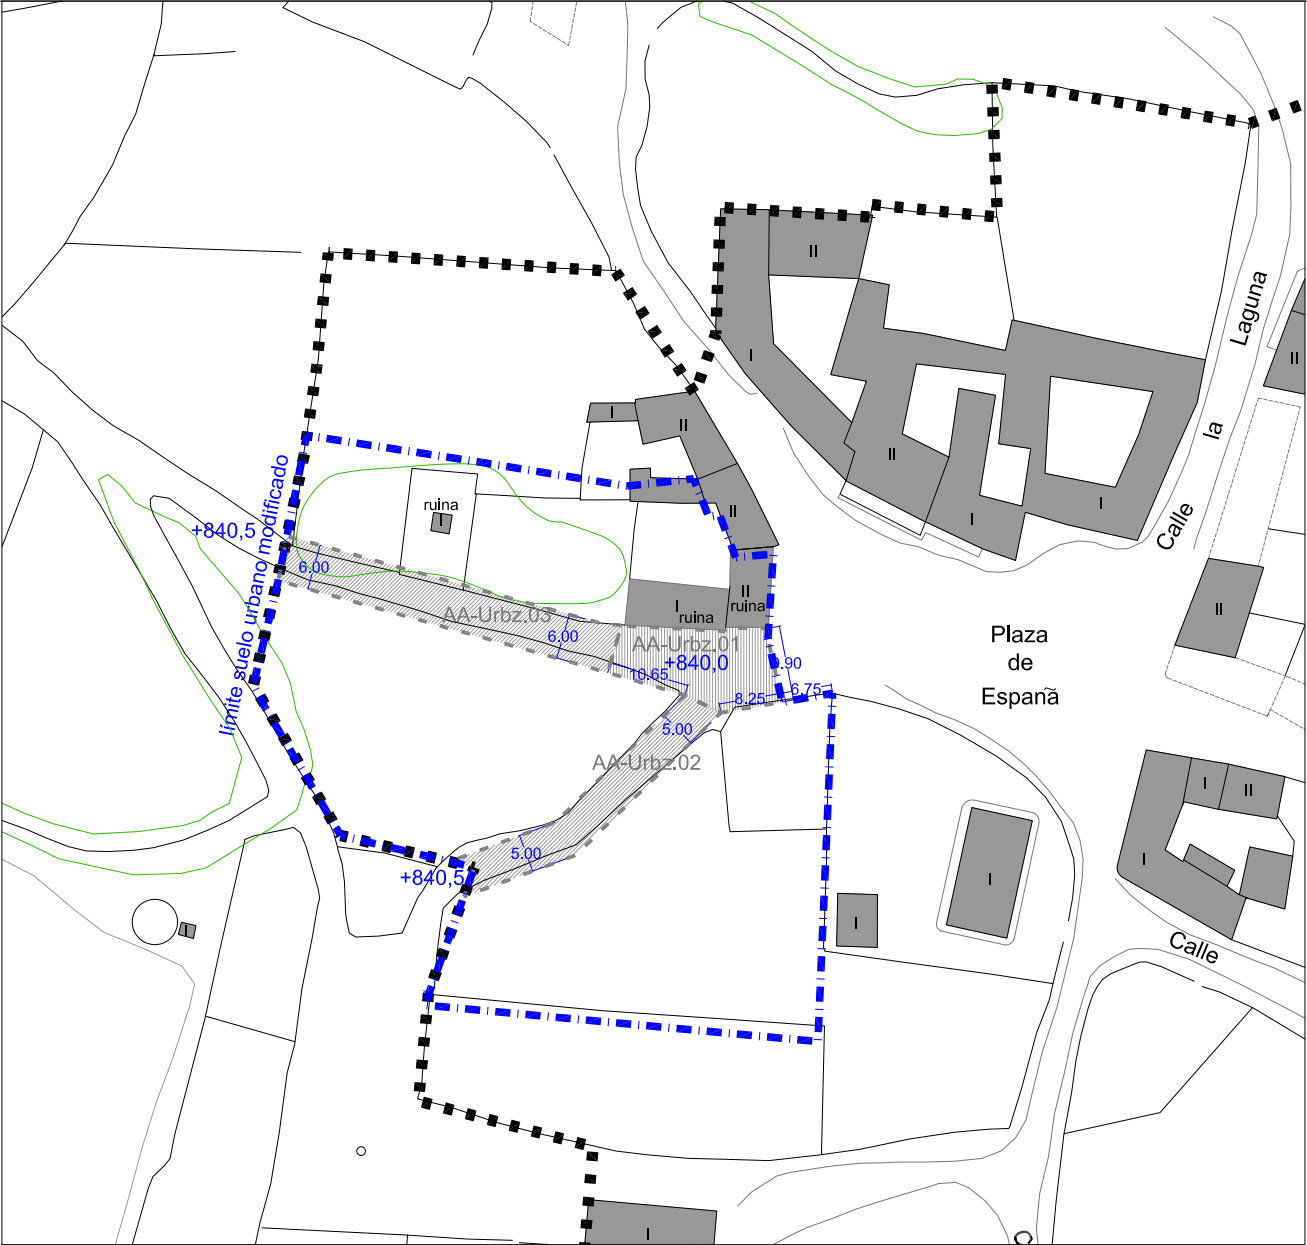 II
Laguna
I
II
I
II
la
II
ruina
I
II
II
I
I
Calle
+840,5
límite suelo urbano modificado
6.00
AA-Urbz.03
I
ruina
II
ruina
II
6.00
AA-Urbz.01
+840,0
Plaza
de
España
10.65
9.90
8.25
6.75
5.00
AA-Urbz.02
I
II
5.00
I
+840,5
I
I
I
Calle
I
C